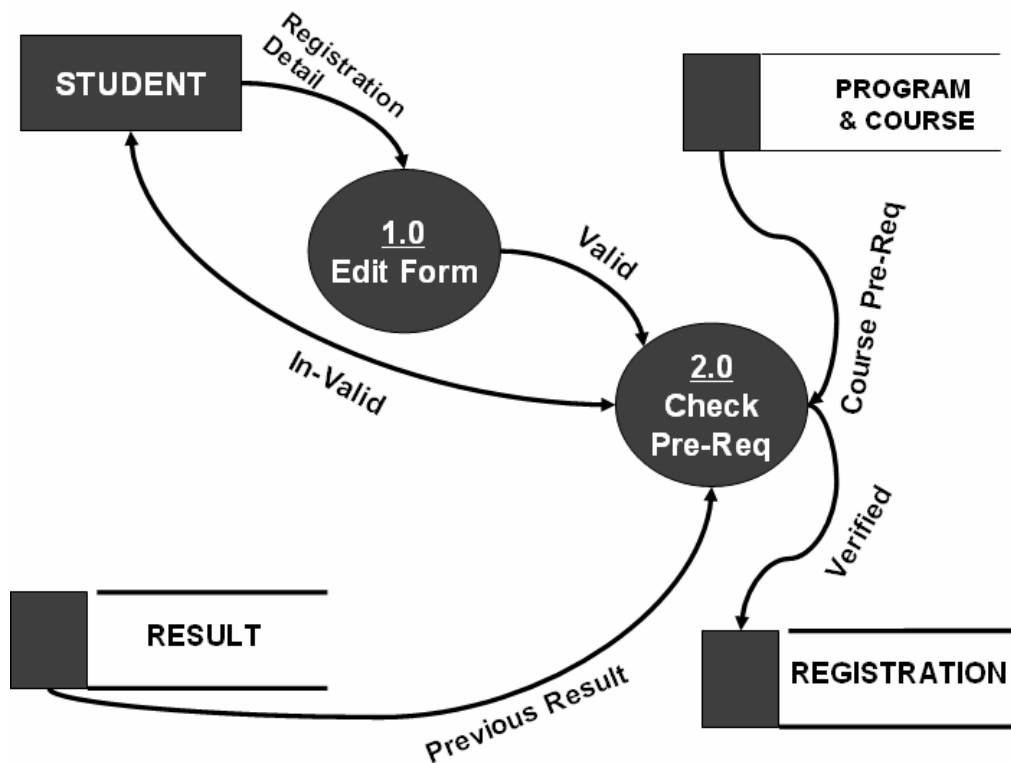 STUDENT
Registration
Detail
PROGRAM
& COURSE
1.0
Edit Form
Valid
Course Pre-Req
In-Valid
2.0
Check
Pre-Req
Verified
RESULT
Previous Result
REGISTRATION